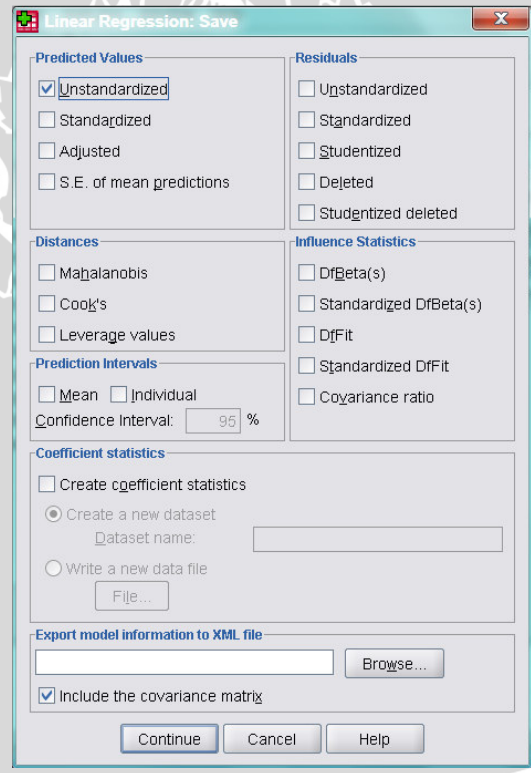 Linear Regression: Save
Predicted Values
Unstandardized
Standardized
Adjusted
S.E. of mean predictions
Residuals
Unstandardized
Standardized
Studentized
Deleted
Studentized deleted
Distances
Mahalanobis
Cook's
Leverage values
Influence Statistics
DfBeta(s)
Standardized DfBeta(s)
DfFit
Standardized DfFit
Covariance ratio
Prediction Intervals
Mean Individual
Confidence Interval: 95 %
Coefficient statistics
Create coefficient statistics
Create a new dataset
Dataset name:
Write a new data file
File...
Export model information to XML file
Browse...
Include the covariance matrix
Continue Cancel Help